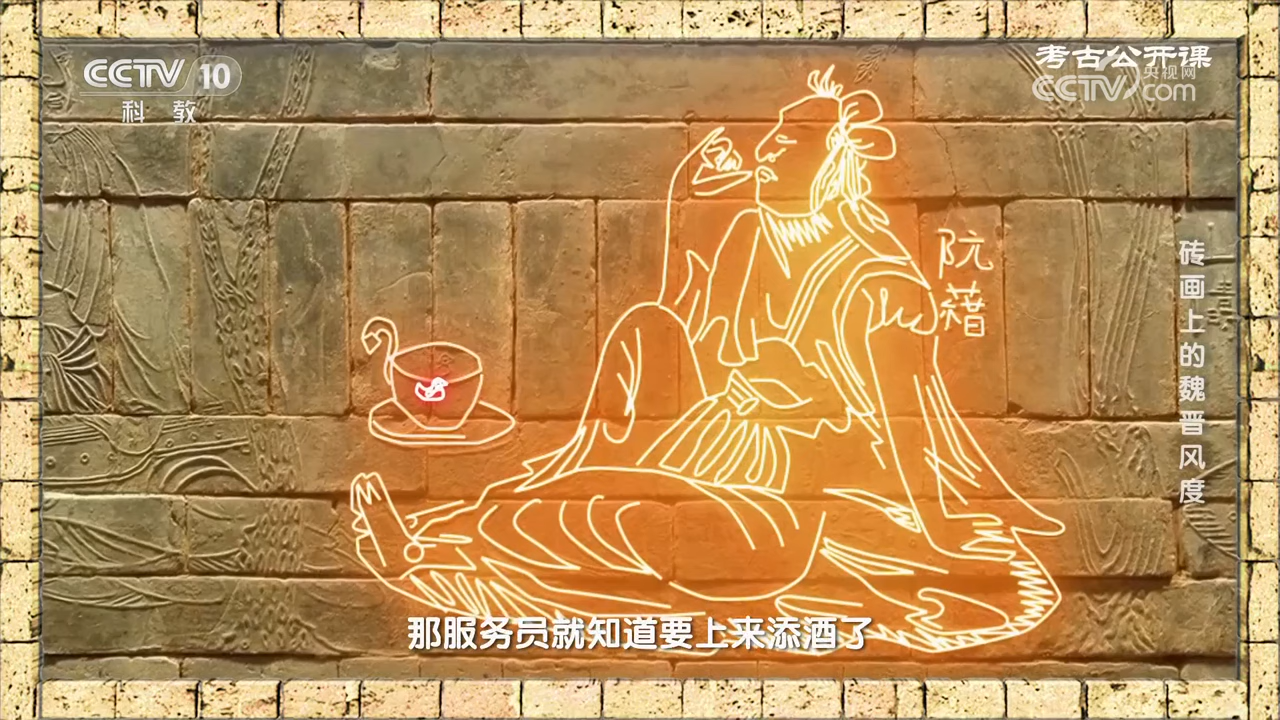 CCTV 10
科教
考古公开课
CCTV 央视网
com
阮
藉
砖画上的魏晋风度
那服务员就知道要上来添酒了